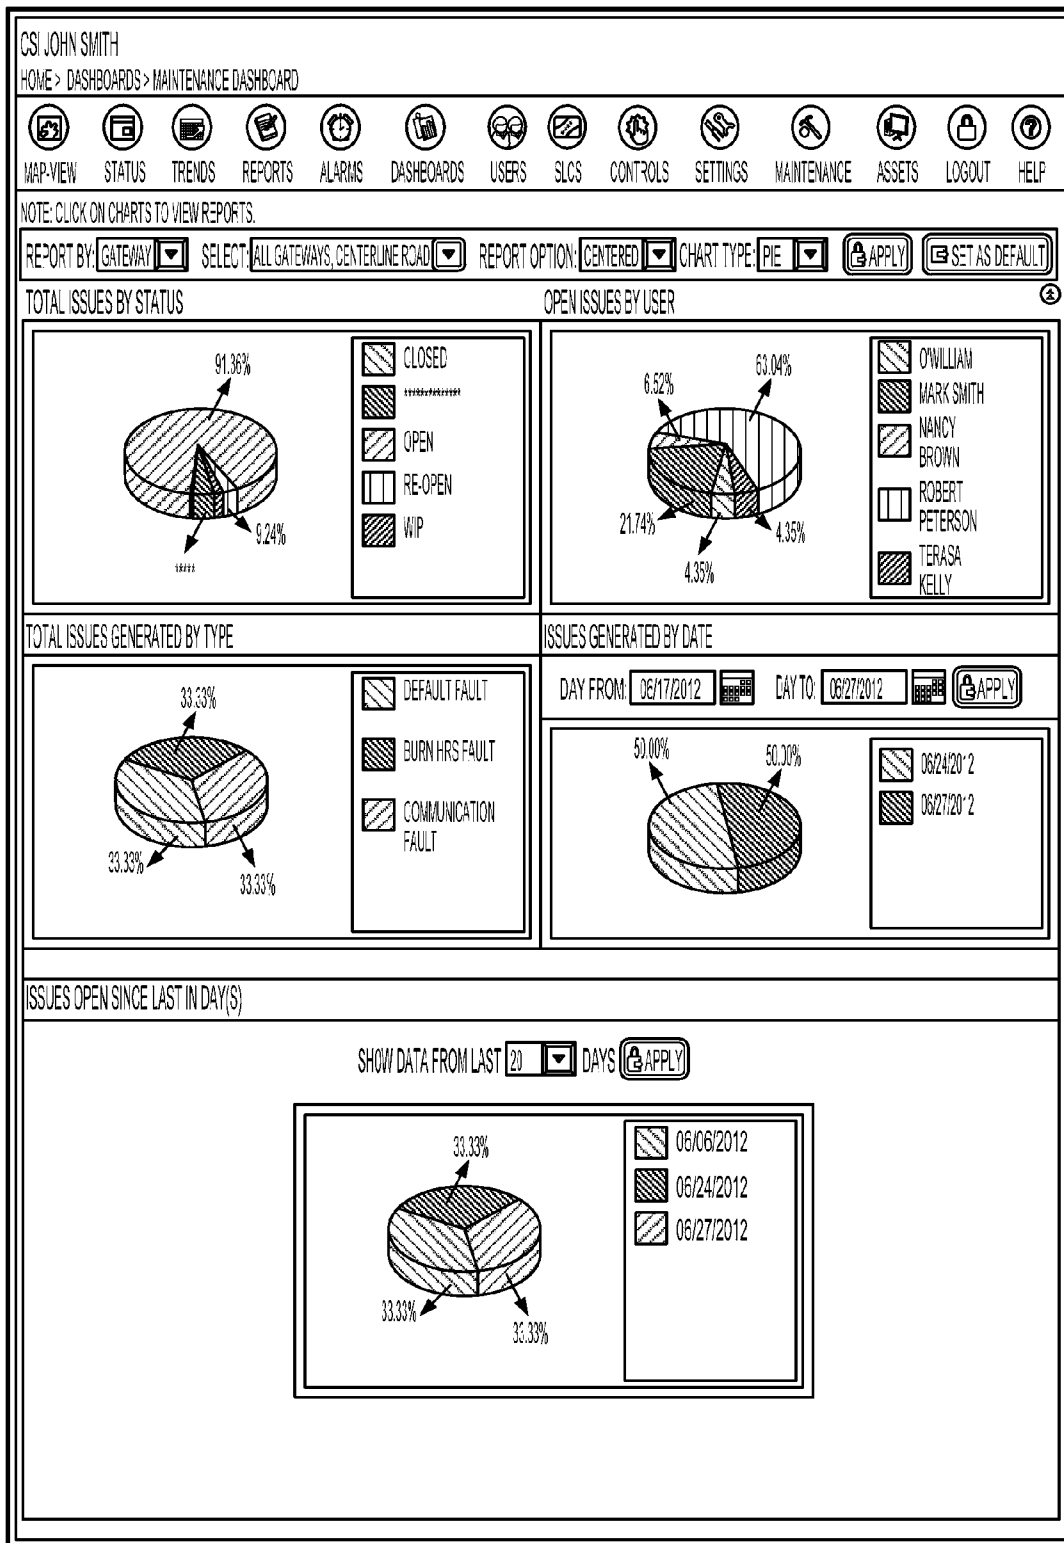 CSI JOHN SMITH
HOME > DASHBOARDS > MAINTENANCE DASHBOARD
MAP-VIEW STATUS TRENDS REPORTS ALARMS DASHBOARDS USERS SLCS CONTROLS SETTINGS MAINTENANCE ASSETS LOGOUT HELP
NOTE: CLICK ON CHARTS TO VIEW REPORTS.
REPORT BY: GATEWAY SELECT: ALL GATEWAYS, CENTERLINE ROAD REPORT OPTION: CENTERED CHART TYPE: PIE APPLY SET AS DEFAULT
TOTAL ISSUES BY STATUS
91.36%
9.24%
*****
CLOSED
**************
OPEN
RE-OPEN
WIP
OPEN ISSUES BY USER
6.52%
63.04%
21.74%
4.35%
4.35%
O'WILLIAM
MARK SMITH
NANCY
BROWN
ROBERT
PETERSON
TERASA
KELLY
TOTAL ISSUES GENERATED BY TYPE
33.33%
33.33%
33.33%
DEFAULT FAULT
BURN HRS FAULT
COMMUNICATION
FAULT
ISSUES GENERATED BY DATE
DAY FROM: 06/17/2012 DAY TO: 06/27/2012 APPLY
50.00%
50.00%
06/24/2012
06/27/2012
ISSUES OPEN SINCE LAST IN DAY(S)
SHOW DATA FROM LAST 20 DAYS APPLY
33.33%
33.33%
33.33%
06/06/2012
06/24/2012
06/27/2012